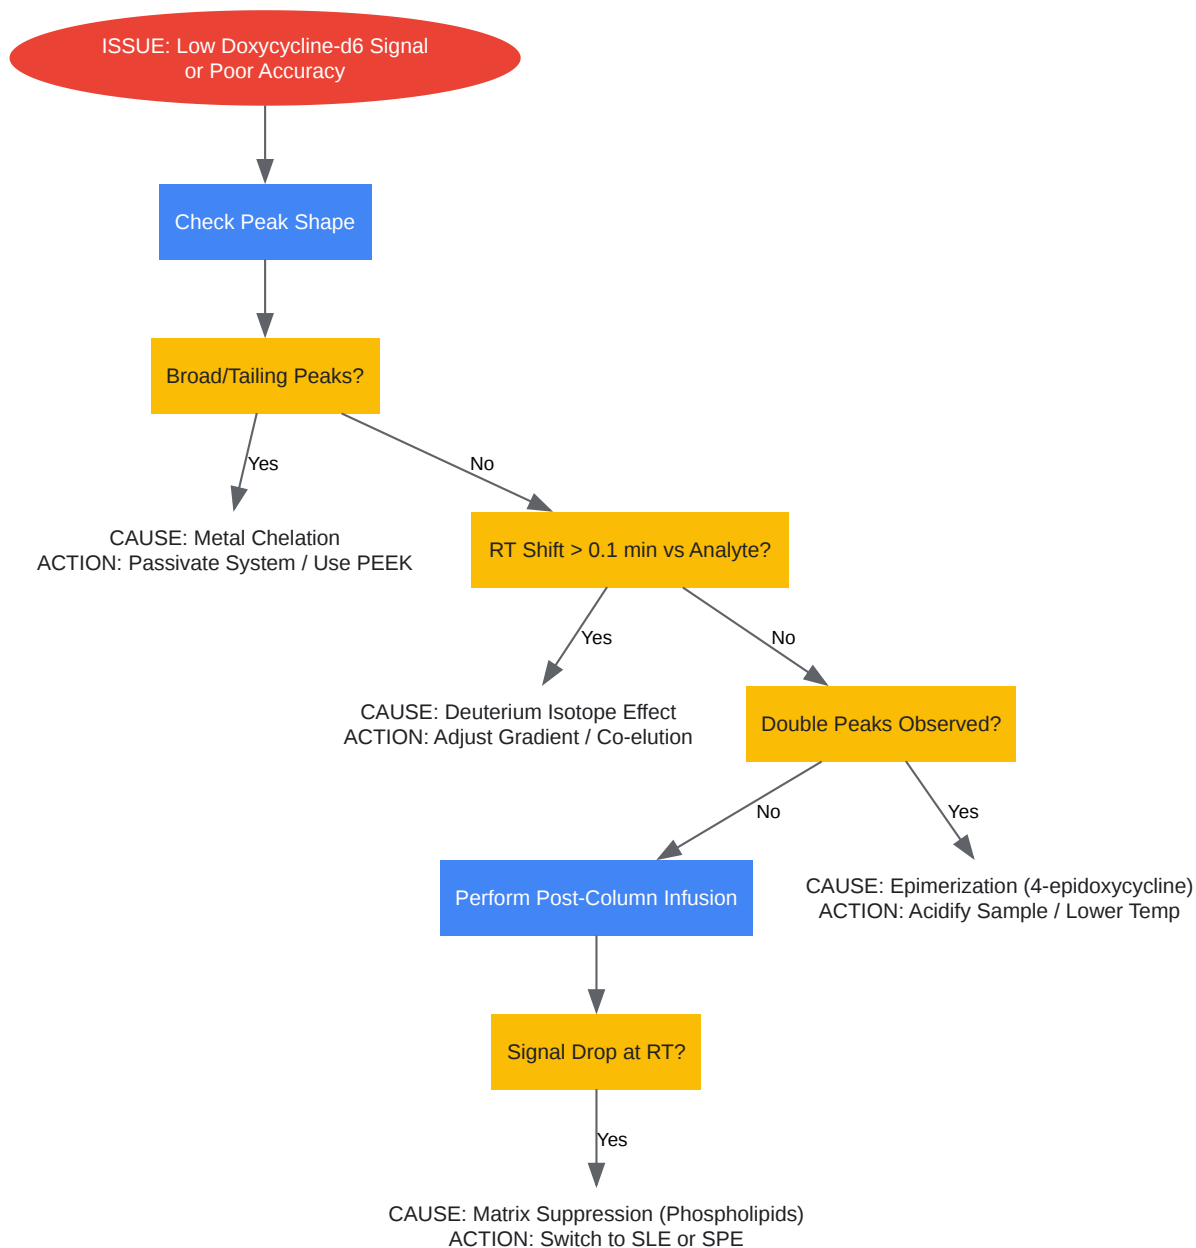 ISSUE: Low Doxycycline-d6 Signal
or Poor Accuracy
Check Peak Shape
Broad/Tailing Peaks?
Yes
No
CAUSE: Metal Chelation
ACTION: Passivate System / Use PEEK
RT Shift > 0.1 min vs Analyte?
Yes
No
CAUSE: Deuterium Isotope Effect
ACTION: Adjust Gradient / Co-elution
Double Peaks Observed?
No
Yes
Perform Post-Column Infusion
CAUSE: Epimerization (4-epidoxycycline)
ACTION: Acidify Sample / Lower Temp
Signal Drop at RT?
Yes
CAUSE: Matrix Suppression (Phospholipids)
ACTION: Switch to SLE or SPE